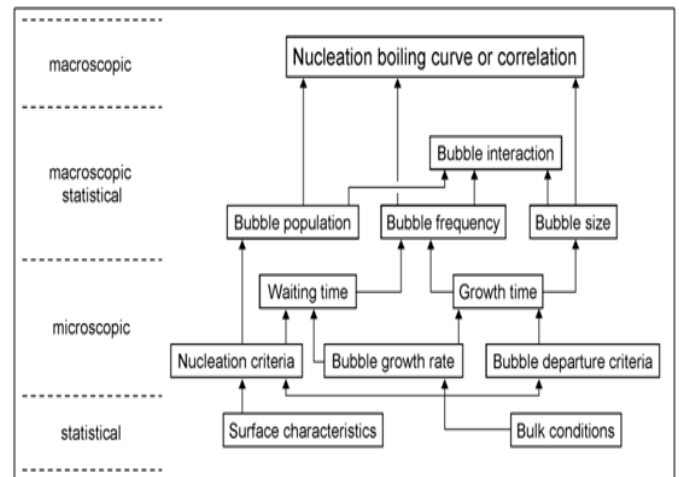 macroscopic
Nucleation boiling curve or correlation
macroscopic
statistical
Bubble interaction
Bubble population
Bubble frequency
Bubble size
Waiting time
Growth time
microscopic
Nucleation criteria
Bubble growth rate
Bubble departure criteria
statistical
Surface characteristics
Bulk conditions